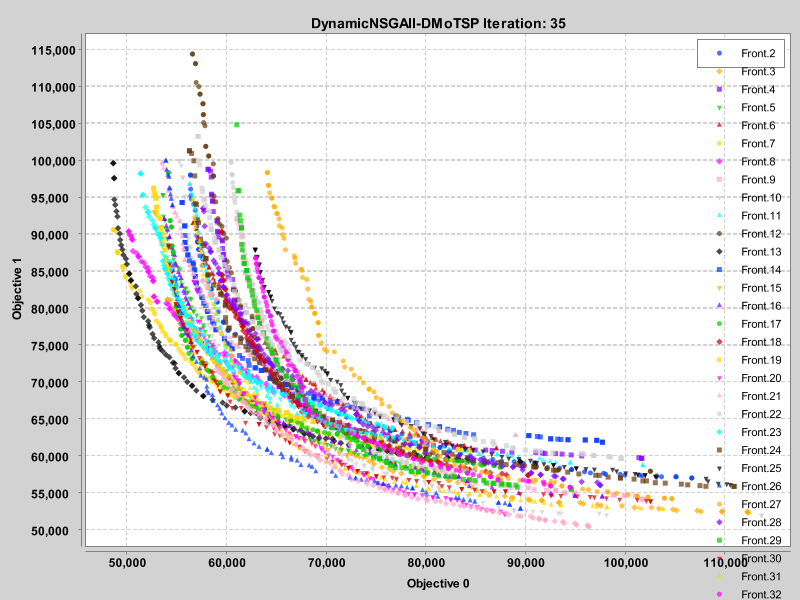 DynamicNSGAII-DMoTSP Iteration: 35
115,000
110,000
105,000
100,000
95,000
90,000
85,000
80,000
75,000
70,000
65,000
60,000
55,000
50,000
Objective 1
50,000
60,000
70,000
80,000
90,000
100,000
110,000
Objective 0
Front.2
Front.3
Front.4
Front.5
Front.6
Front.7
Front.8
Front.9
Front.10
Front.11
Front.12
Front.13
Front.14
Front.15
Front.16
Front.17
Front.18
Front.19
Front.20
Front.21
Front.22
Front.23
Front.24
Front.25
Front.26
Front.27
Front.28
Front.29
Front.30
Front.31
Front.32